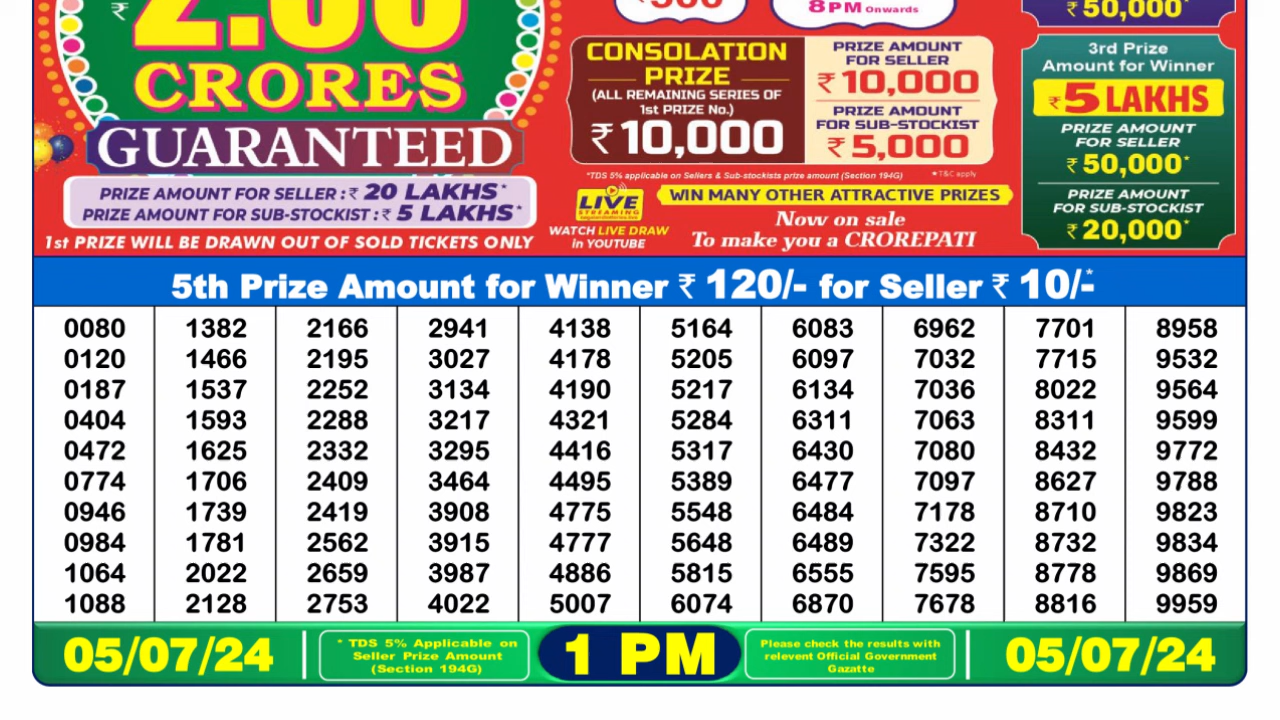 ₹ 2.00
CRORES
GUARANTEED
PRIZE AMOUNT FOR SELLER : ₹ 20 LAKHS*
PRIZE AMOUNT FOR SUB-STOCKIST : ₹ 5 LAKHS*
1st PRIZE WILL BE DRAWN OUT OF SOLD TICKETS ONLY
8PM Onwards
CONSOLATION
PRIZE
(ALL REMAINING SERIES OF
1st PRIZE No.)
₹ 10,000
PRIZE AMOUNT
FOR SELLER
₹ 10,000
PRIZE AMOUNT
FOR SUB-STOCKIST
₹ 5,000
*TDS 5% applicable on Sellers & Sub-stockists prize amount (Section 194G)
★T&C apply
LIVE
STREAMING
WATCH LIVE DRAW
in YOUTUBE
WIN MANY OTHER ATTRACTIVE PRIZES
Now on sale
To make you a CROREPATI
₹ 50,000*
3rd Prize
Amount for Winner
₹ 5 LAKHS
PRIZE AMOUNT
FOR SELLER
₹ 50,000*
PRIZE AMOUNT
FOR SUB-STOCKIST
₹ 20,000*
5th Prize Amount for Winner ₹ 120/- for Seller ₹ 10/-*
0080 1382 2166 2941 4138 5164 6083 6962 7701 8958
0120 1466 2195 3027 4178 5205 6097 7032 7715 9532
0187 1537 2252 3134 4190 5217 6134 7036 8022 9564
0404 1593 2288 3217 4321 5284 6311 7063 8311 9599
0472 1625 2332 3295 4416 5317 6430 7080 8432 9772
0774 1706 2409 3464 4495 5389 6477 7097 8627 9788
0946 1739 2419 3908 4775 5548 6484 7178 8710 9823
0984 1781 2562 3915 4777 5648 6489 7322 8732 9834
1064 2022 2659 3987 4886 5815 6555 7595 8778 9869
1088 2128 2753 4022 5007 6074 6870 7678 8816 9959
05/07/24
* TDS 5% Applicable on
Seller Prize Amount
(Section 194G)
1 PM
Please check the results with
relevent Official Government
Gazatte
05/07/24